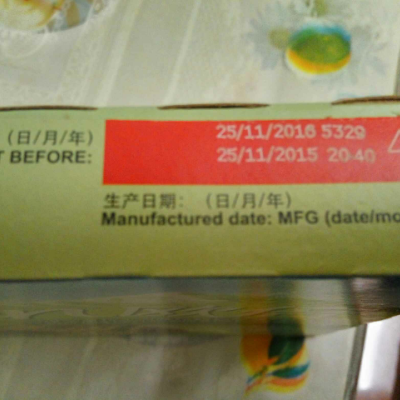 （日/月/年） 25/11/2016 5329
T BEFORE: 25/11/2015 20:40
生产日期：（日/月/年）
Manufactured date: MFG (date/mo